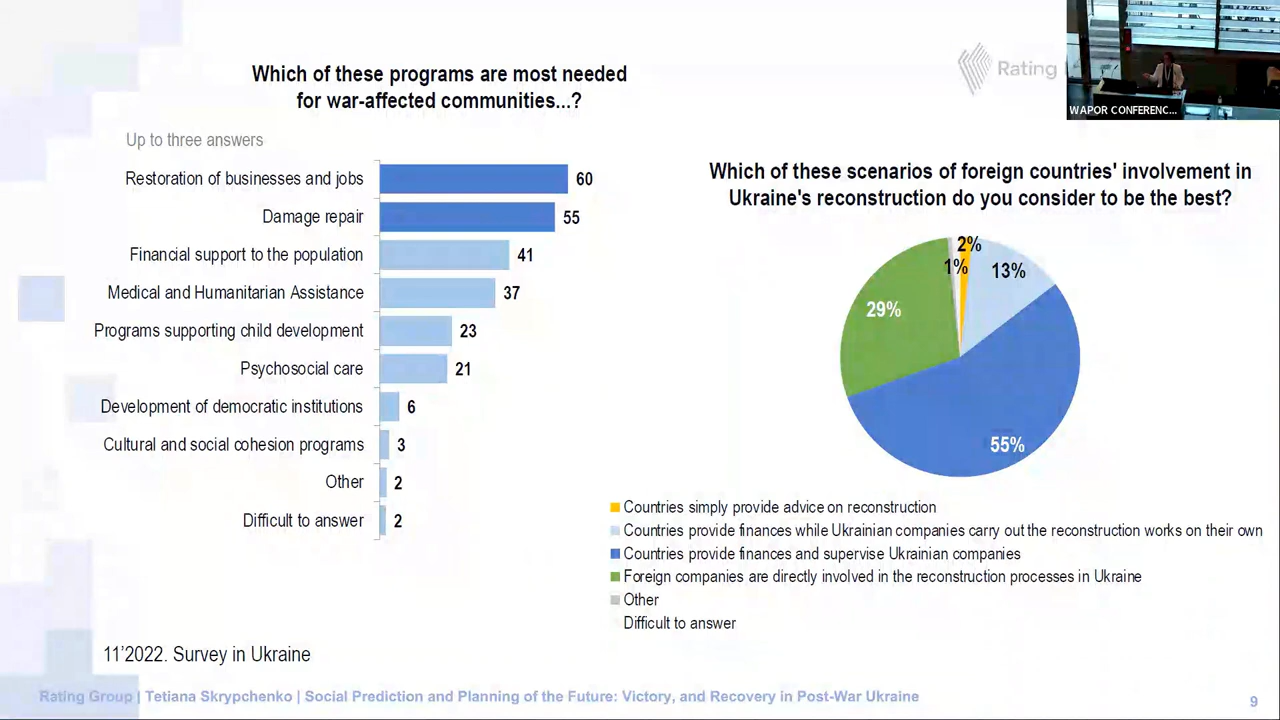 Which of these programs are most needed
for war-affected communities...?
Up to three answers
Restoration of businesses and jobs 60
Damage repair 55
Financial support to the population 41
Medical and Humanitarian Assistance 37
Programs supporting child development 23
Psychosocial care 21
Development of democratic institutions 6
Cultural and social cohesion programs 3
Other 2
Difficult to answer 2
11’2022. Survey in Ukraine
Rating
WAPOR CONFERENC...
Which of these scenarios of foreign countries' involvement in
Ukraine's reconstruction do you consider to be the best?
2%
1%
13%
29%
55%
Countries simply provide advice on reconstruction
Countries provide finances while Ukrainian companies carry out the reconstruction works on their own
Countries provide finances and supervise Ukrainian companies
Foreign companies are directly involved in the reconstruction processes in Ukraine
Other
Difficult to answer
Rating Group | Tetiana Skrypchenko | Social Prediction and Planning of the Future: Victory, and Recovery in Post-War Ukraine
9